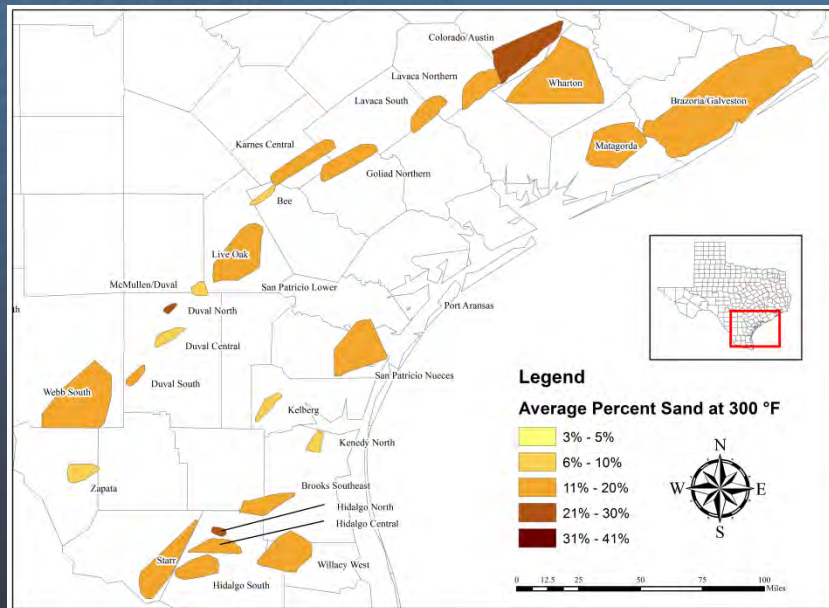 Colorado/Austin
Lavaca Northern
Wharton
Lavaca South
Brazoria/Galveston
Karnes Central
Matagorda
Goliad Northern
Bee
Live Oak
McMullen/Duval
San Patricio Lower
Port Aransas
Duval North
Duval Central
San Patricio Nueces
Webb South
Duval South
Kelberg
Kenedy North
Zapata
Brooks Southeast
Hidalgo North
Hidalgo Central
Starr
Willacy West
Hidalgo South
Legend
Average Percent Sand at 300 °F
3% - 5%
6% - 10%
11% - 20%
21% - 30%
31% - 41%
N
W
E
S
0 12.5 25 50 75 100
Miles